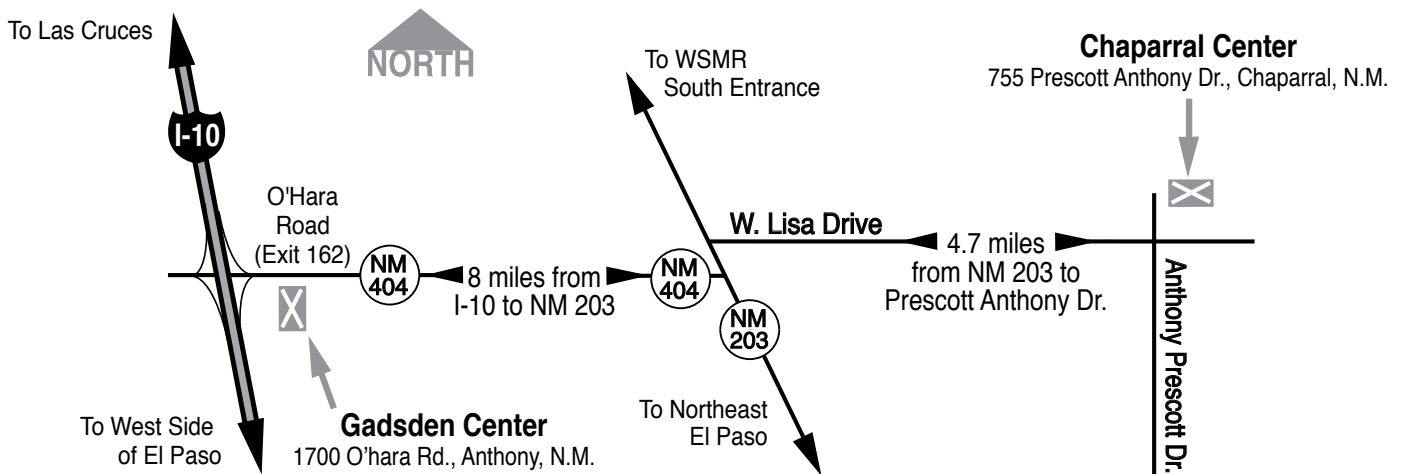 To Las Cruces
NORTH
I-10
O'Hara
Road
(Exit 162)
NM
404
8 miles from
I-10 to NM 203
NM
404
To WSMR
South Entrance
W. Lisa Drive
4.7 miles
from NM 203 to
Prescott Anthony Dr.
NM
203
Chaparral Center
755 Prescott Anthony Dr., Chaparral, N.M.
Anthony Prescott Dr.
To West Side
of El Paso
Gadsden Center
1700 O’hara Rd., Anthony, N.M.
To Northeast
El Paso